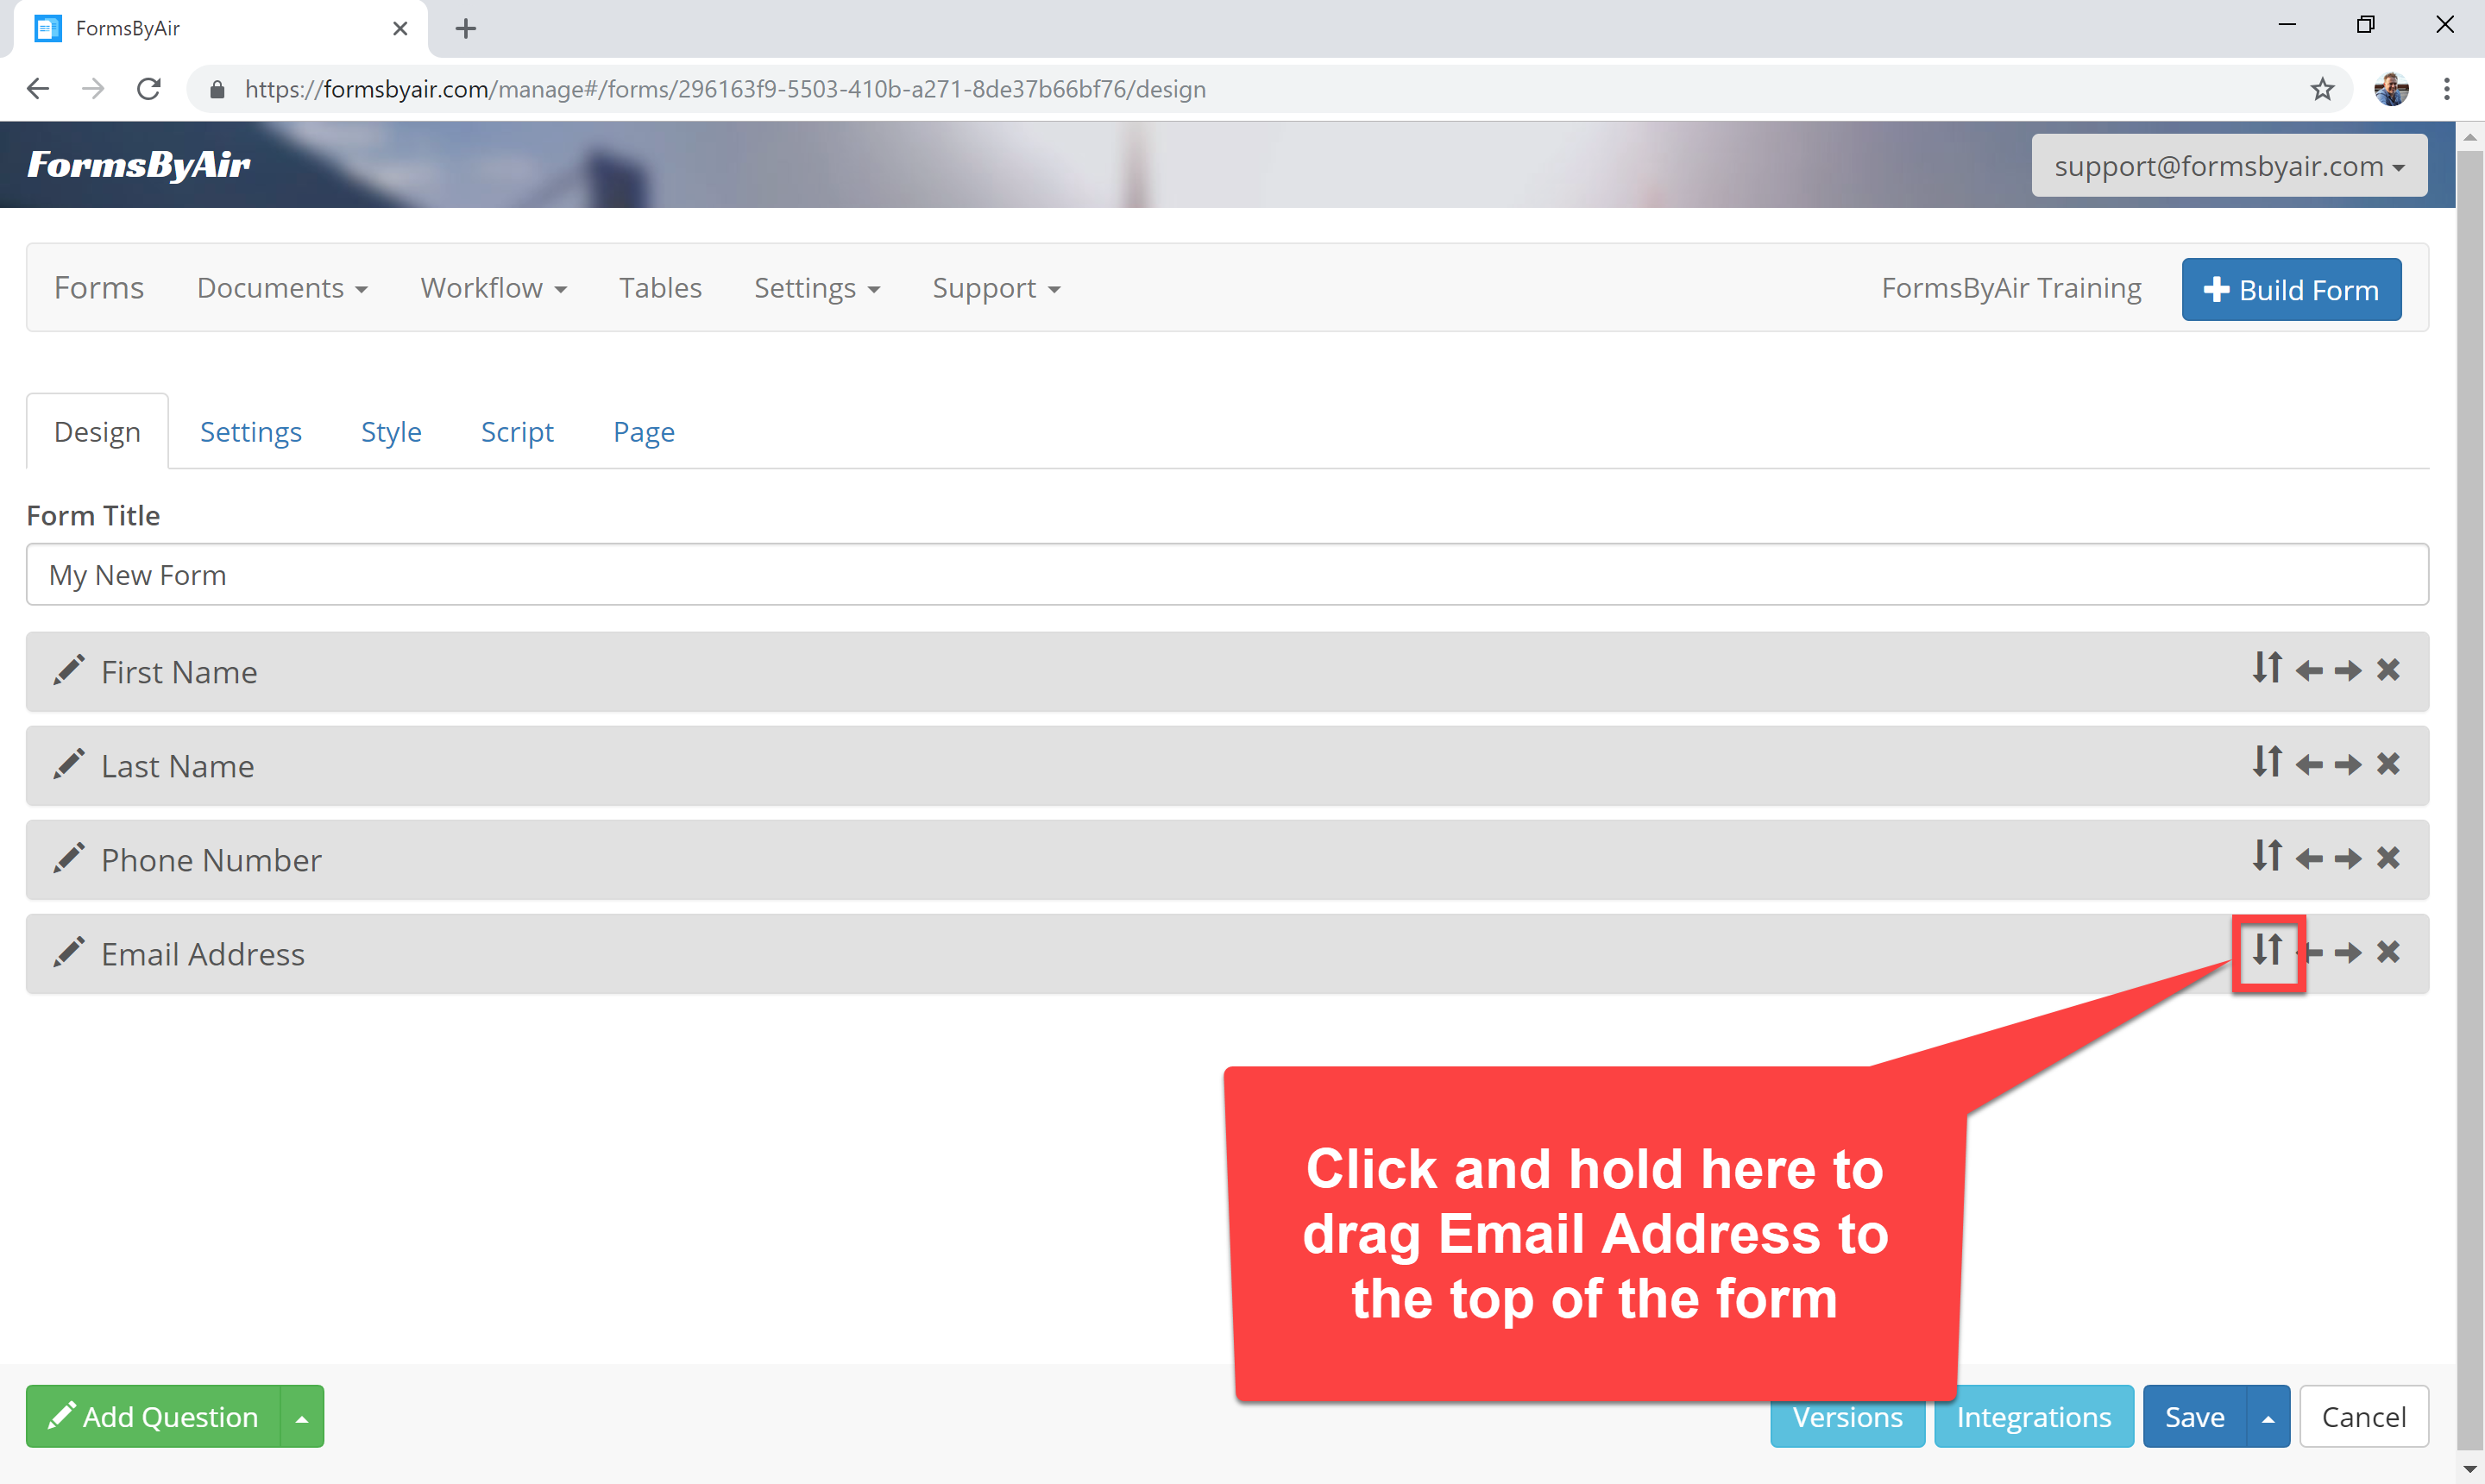 FormsByAir
https://formsbyair.com/manage#/forms/296163f9-5503-410b-a271-8de37b66bf76/design
FormsByAir
support@formsbyair.com
Forms Documents Workflow Tables Settings Support FormsByAir Training Build Form
Design Settings Style Script Page
Form Title
My New Form
First Name
Last Name
Phone Number
Email Address
Click and hold here to
drag Email Address to
the top of the form
Add Question Versions Integrations Save Cancel